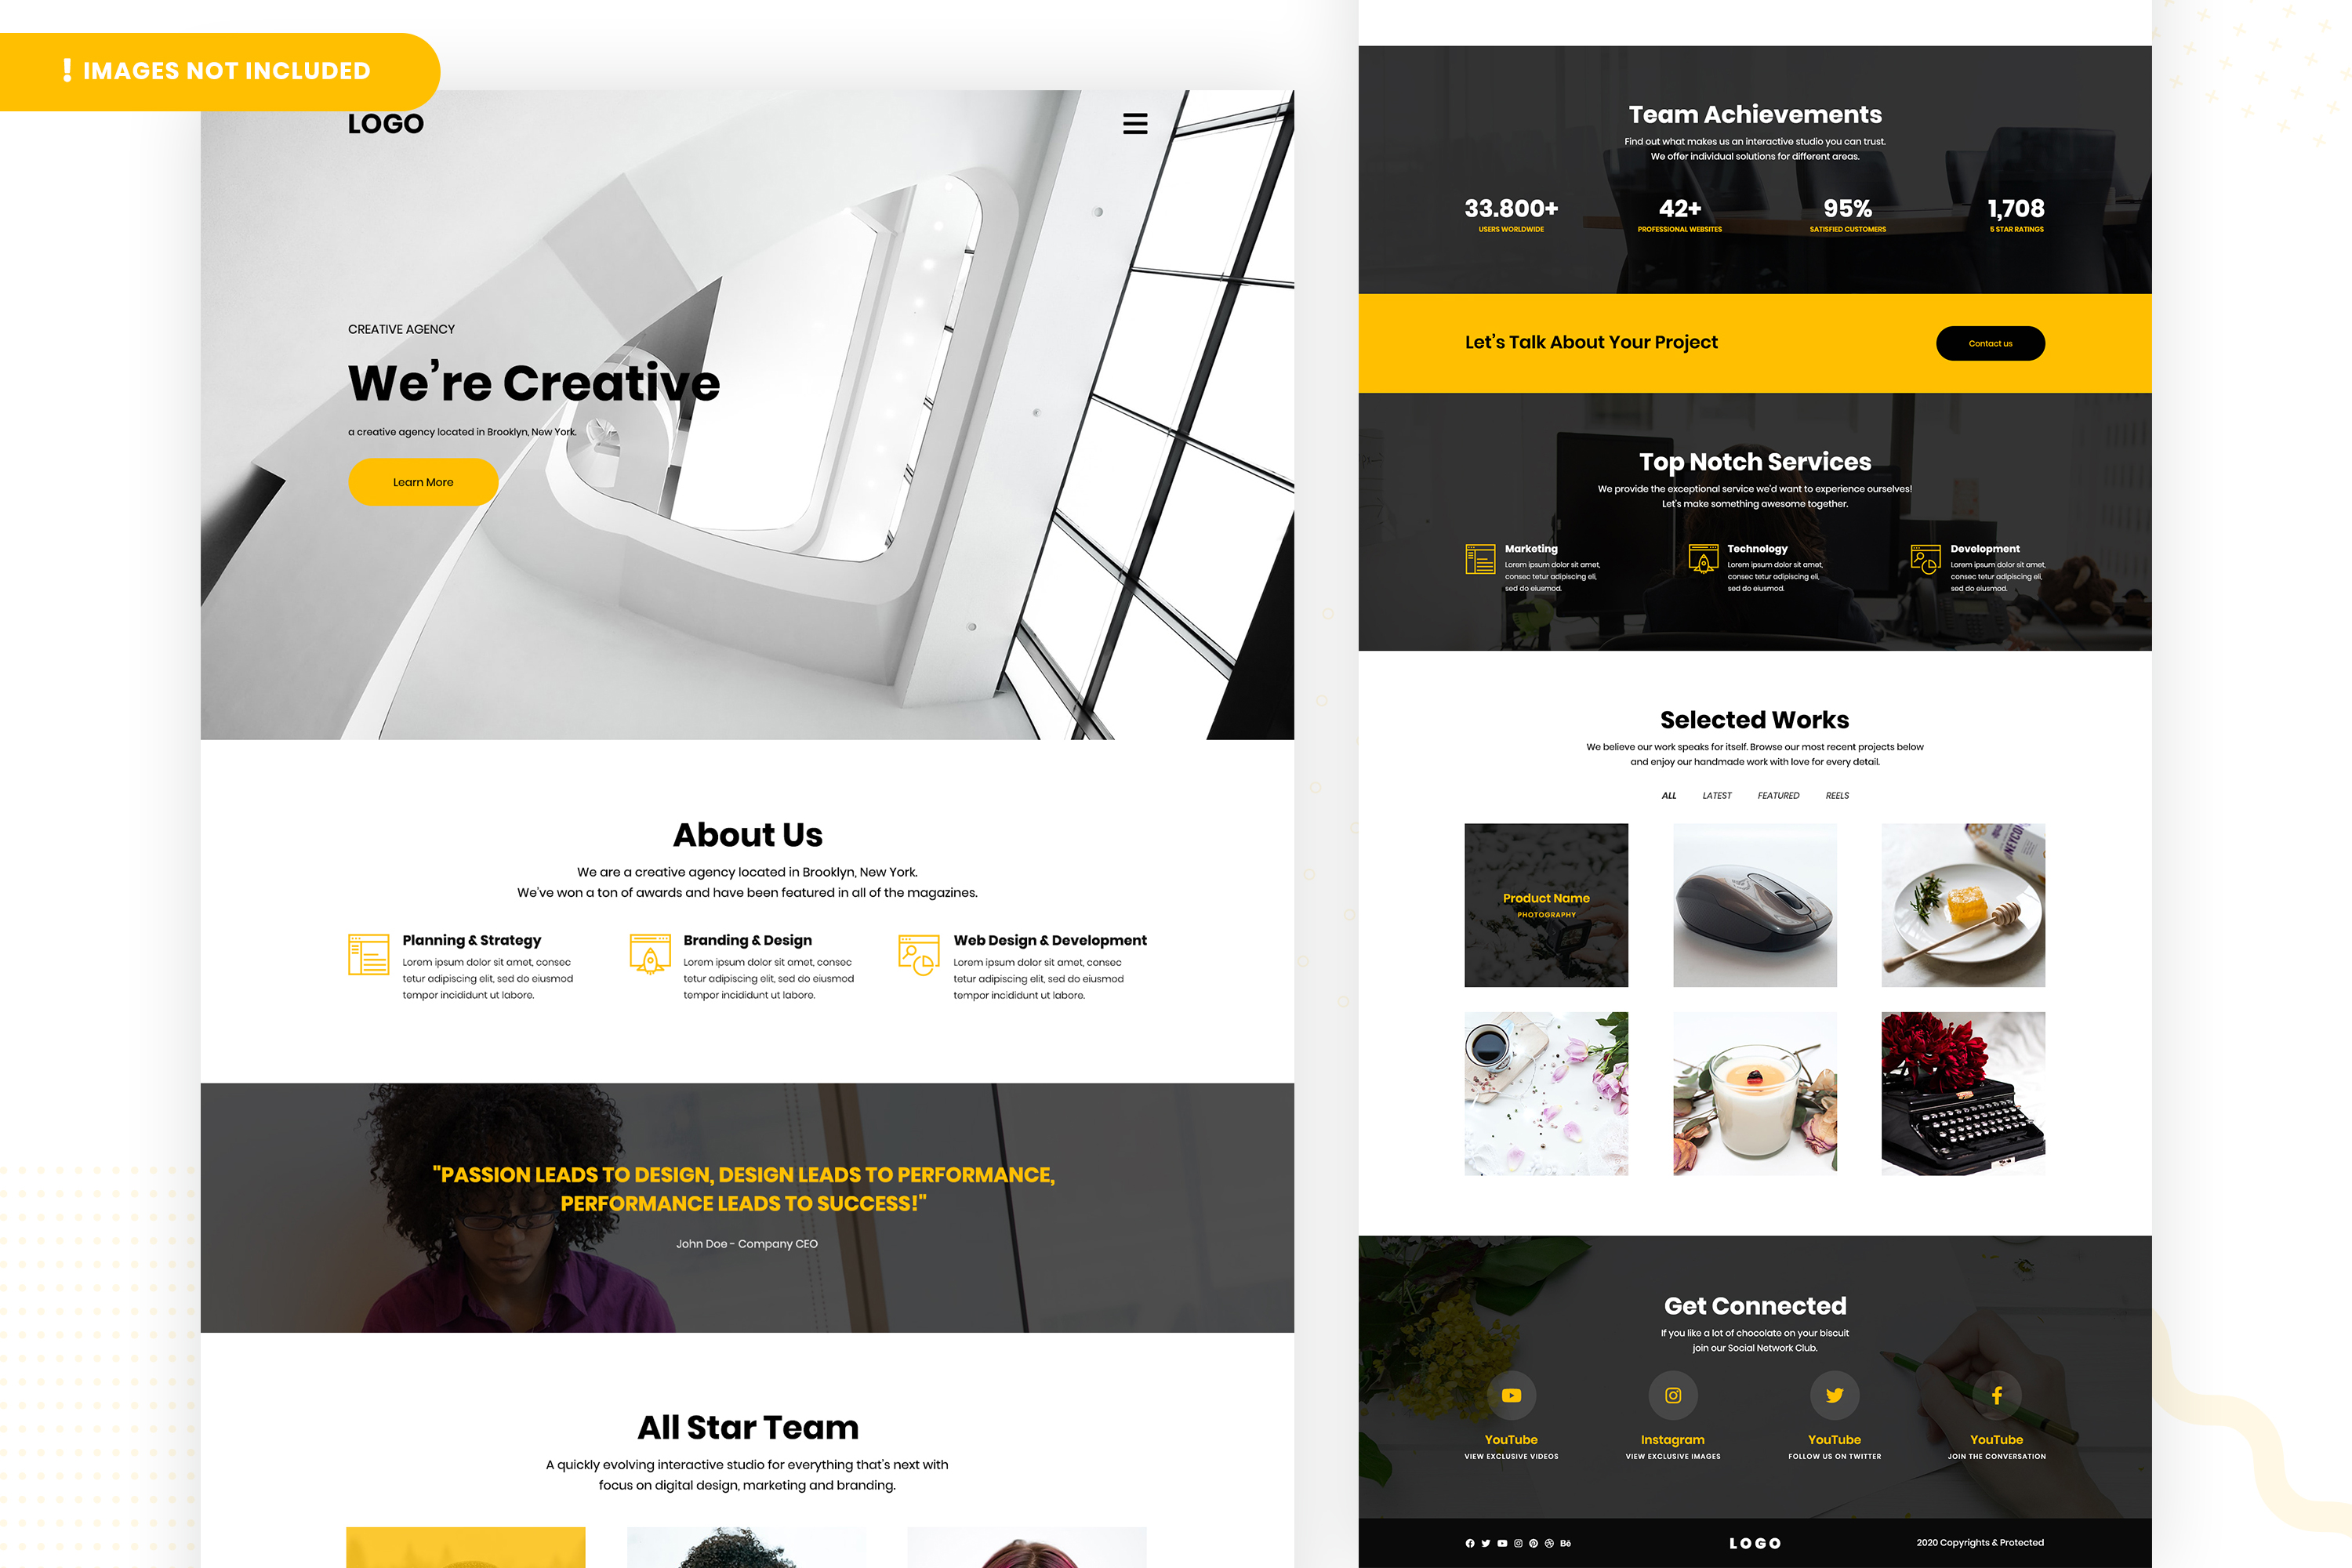 ! IMAGES NOT INCLUDED
LOGO
CREATIVE AGENCY
We're Creative
a creative agency located in Brooklyn, New York.
Learn More
About Us
We are a creative agency located in Brooklyn, New York.
We've won a ton of awards and have been featured in all of the magazines.
Planning & Strategy
Lorem ipsum dolor sit amet, consec
tetur adipiscing elit, sed do eiusmod
tempor incididunt ut labore.
Branding & Design
Lorem ipsum dolor sit amet, consec
tetur adipiscing elit, sed do eiusmod
tempor incididunt ut labore.
Web Design & Development
Lorem ipsum dolor sit amet, consec
tetur adipiscing elit, sed do eiusmod
tempor incididunt ut labore.
"PASSION LEADS TO DESIGN, DESIGN LEADS TO PERFORMANCE,
PERFORMANCE LEADS TO SUCCESS!"
John Doe - Company CEO
All Star Team
A quickly evolving interactive studio for everything that's next with
focus on digital design, marketing and branding.
Team Achievements
Find out what makes us an interactive studio you can trust.
We offer individual solutions for different areas.
33.800+
USERS WORLDWIDE
42+
PROFESSIONAL WEBSITES
95%
SATISFIED CUSTOMERS
1,708
5 STAR RATINGS
Let's Talk About Your Project
Contact us
Top Notch Services
We provide the exceptional service we'd want to experience ourselves!
Let's make something awesome together.
Marketing
Lorem ipsum dolor sit amet,
consec tetur adipiscing eli,
sed do eiusmod.
Technology
Lorem ipsum dolor sit amet,
consec tetur adipiscing eli,
sed do eiusmod.
Development
Lorem ipsum dolor sit amet,
consec tetur adipiscing eli,
sed do eiusmod.
Selected Works
We believe our work speaks for itself. Browse our most recent projects below
and enjoy our handmade work with love for every detail.
ALL LATEST FEATURED REELS
Product Name
PHOTOGRAPHY
Get Connected
If you like a lot of chocolate on your biscuit
join our Social Network Club.
YouTube
VIEW EXCLUSIVE VIDEOS
Instagram
VIEW EXCLUSIVE IMAGES
YouTube
FOLLOW US ON TWITTER
YouTube
JOIN THE CONVERSATION
LOGO
2020 Copyrights & Protected